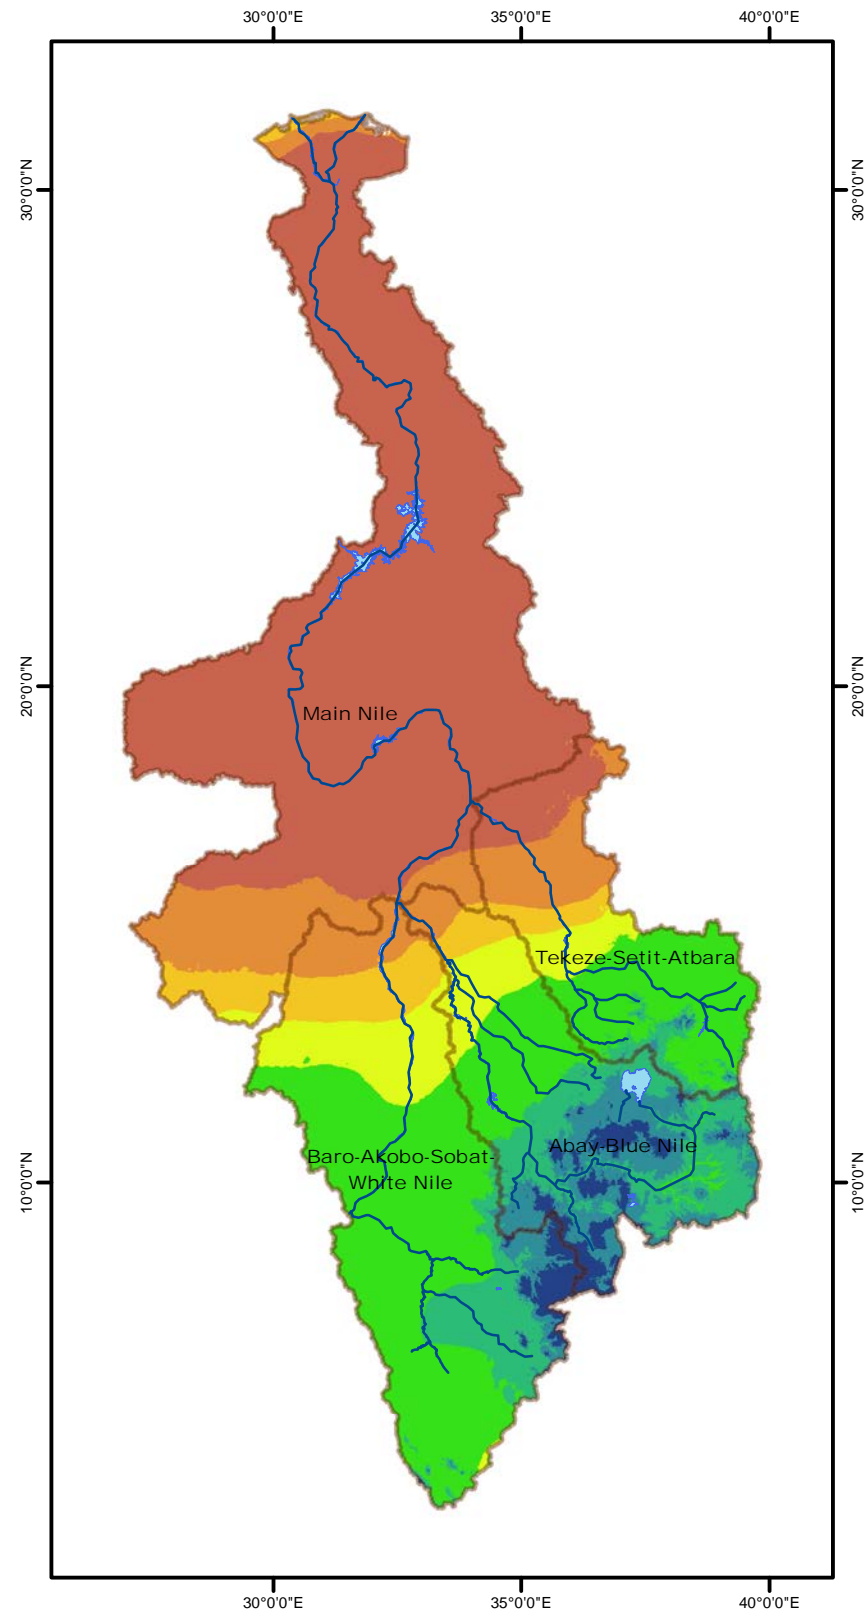 30°0'0"E 35°0'0"E 40°0'0"E
30°0'0"N 30°0'0"N
20°0'0"N 20°0'0"N
Main Nile
Tekeze-Setit-Atbara
Abay-Blue Nile
Baro-Akobo-Sobat-
White Nile
10°0'0"N 10°0'0"N
30°0'0"E 35°0'0"E 40°0'0"E